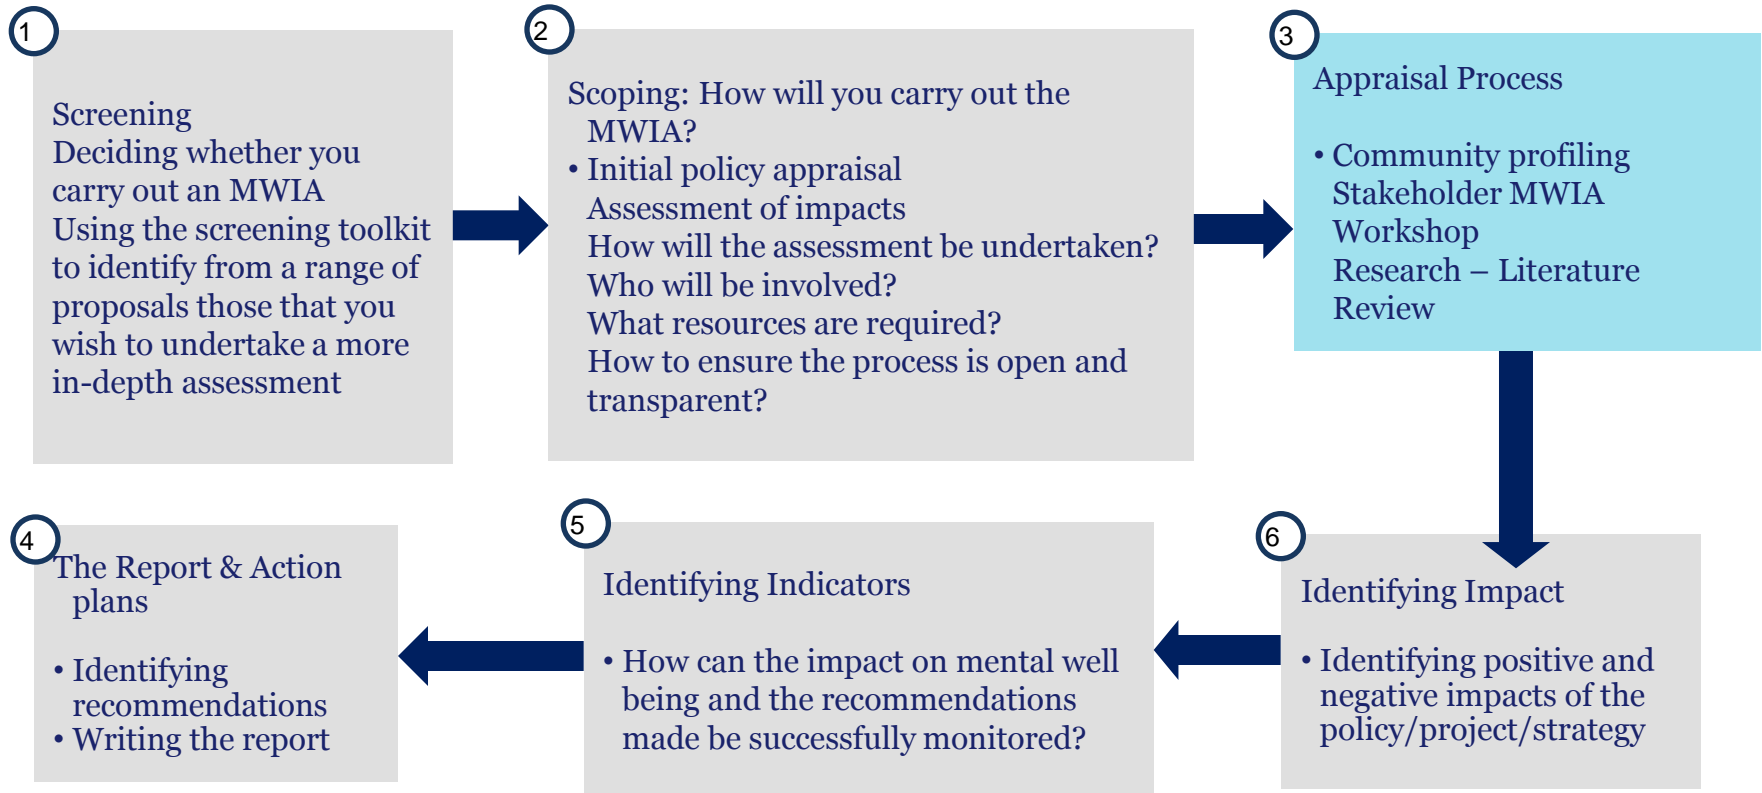 1
Screening
Deciding whether you
carry out an MWIA
Using the screening toolkit
to identify from a range of
proposals those that you
wish to undertake a more
in-depth assessment
2
Scoping: How will you carry out the
MWIA?
• Initial policy appraisal
Assessment of impacts
How will the assessment be undertaken?
Who will be involved?
What resources are required?
How to ensure the process is open and
transparent?
3
Appraisal Process
• Community profiling
Stakeholder MWIA
Workshop
Research – Literature
Review
4
The Report & Action
plans
• Identifying
recommendations
• Writing the report
5
Identifying Indicators
• How can the impact on mental well
being and the recommendations
made be successfully monitored?
6
Identifying Impact
• Identifying positive and
negative impacts of the
policy/project/strategy